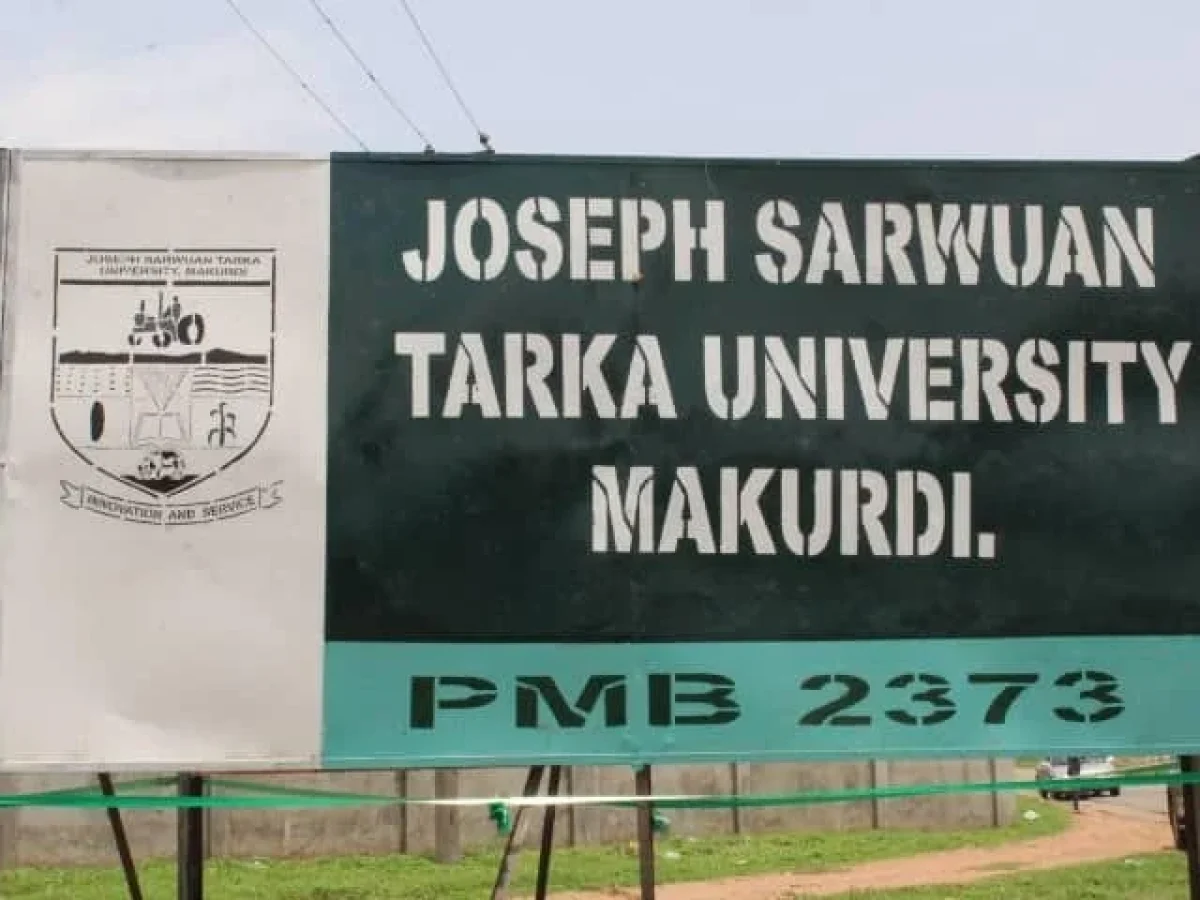 JOSEPH SARWUAN TARKA
UNIVERSITY, MAKURDI
INNOVATION AND SERVICE
JOSEPH SARWUAN
TARKA UNIVERSITY
MAKURDI.
PMB 2373